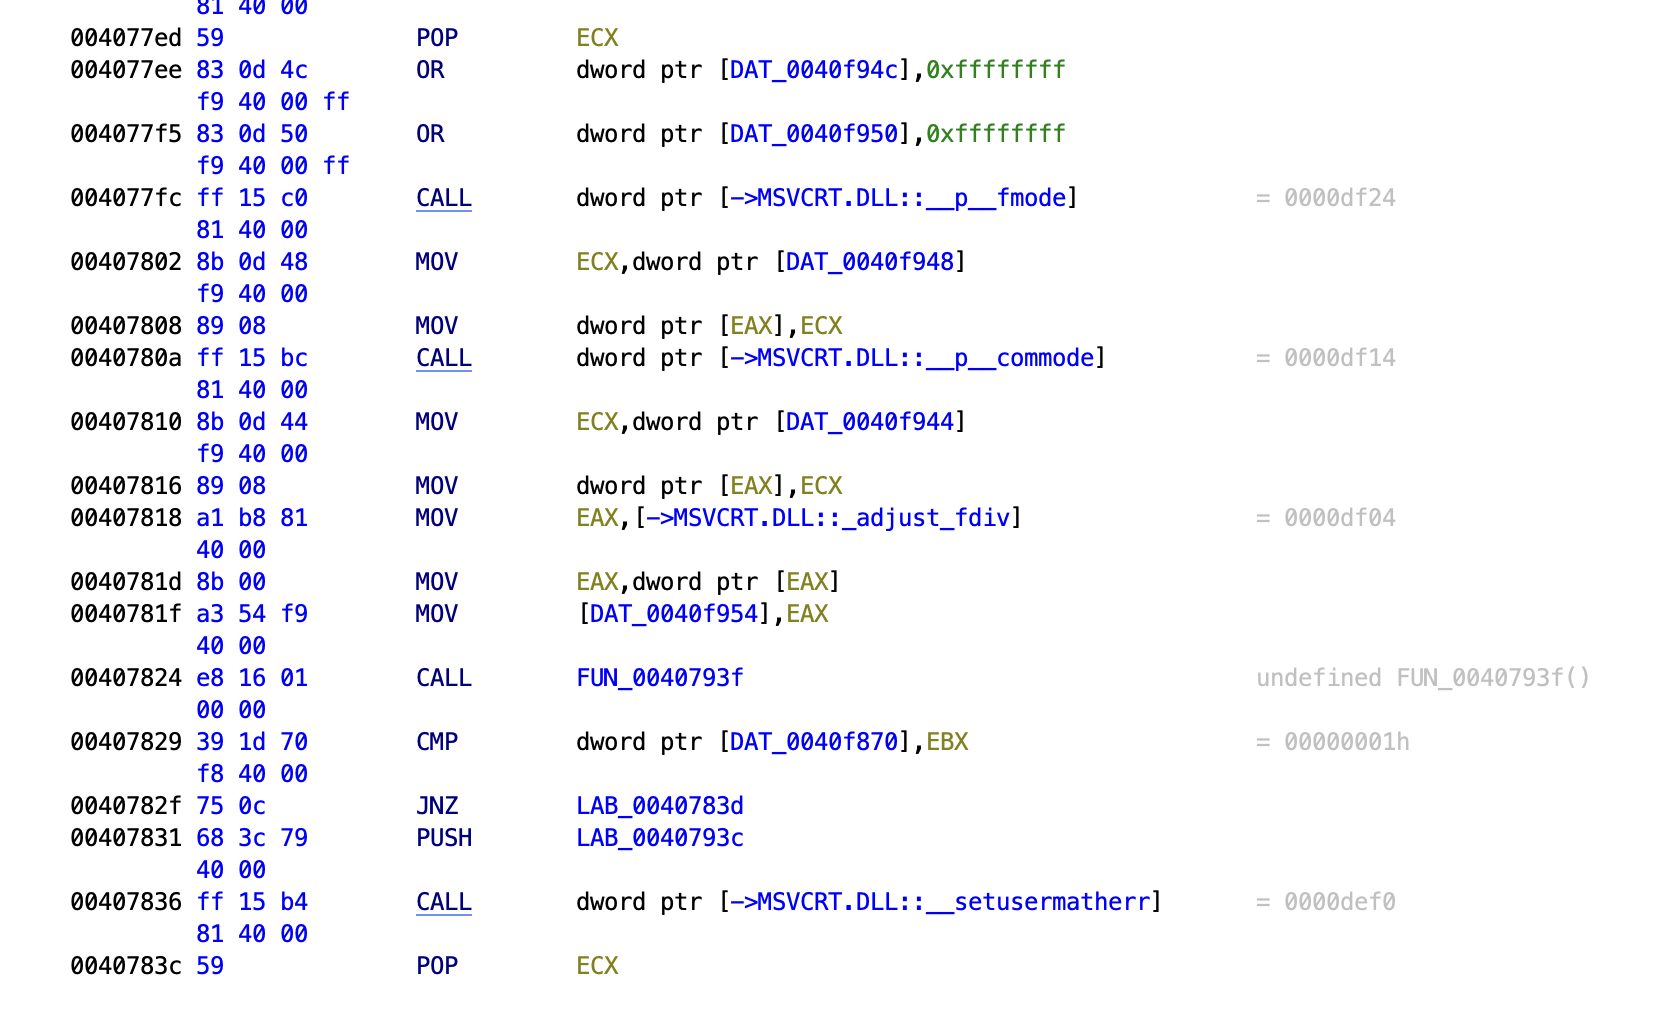 81 40 00
004077ed 59 POP ECX
004077ee 83 0d 4c OR dword ptr [DAT_0040f94c],0xffffffff
f9 40 00 ff
004077f5 83 0d 50 OR dword ptr [DAT_0040f950],0xffffffff
f9 40 00 ff
004077fc ff 15 c0 CALL dword ptr [->MSVCRT.DLL::__p__fmode] = 0000df24
81 40 00
00407802 8b 0d 48 MOV ECX,dword ptr [DAT_0040f948]
f9 40 00
00407808 89 08 MOV dword ptr [EAX],ECX
0040780a ff 15 bc CALL dword ptr [->MSVCRT.DLL::__p__commode] = 0000df14
81 40 00
00407810 8b 0d 44 MOV ECX,dword ptr [DAT_0040f944]
f9 40 00
00407816 89 08 MOV dword ptr [EAX],ECX
00407818 a1 b8 81 MOV EAX,[->MSVCRT.DLL::_adjust_fdiv] = 0000df04
40 00
0040781d 8b 00 MOV EAX,dword ptr [EAX]
0040781f a3 54 f9 MOV [DAT_0040f954],EAX
40 00
00407824 e8 16 01 CALL FUN_0040793f undefined FUN_0040793f()
00 00
00407829 39 1d 70 CMP dword ptr [DAT_0040f870],EBX = 00000001h
f8 40 00
0040782f 75 0c JNZ LAB_0040783d
00407831 68 3c 79 PUSH LAB_0040793c
40 00
00407836 ff 15 b4 CALL dword ptr [->MSVCRT.DLL::__setusermatherr] = 0000def0
81 40 00
0040783c 59 POP ECX